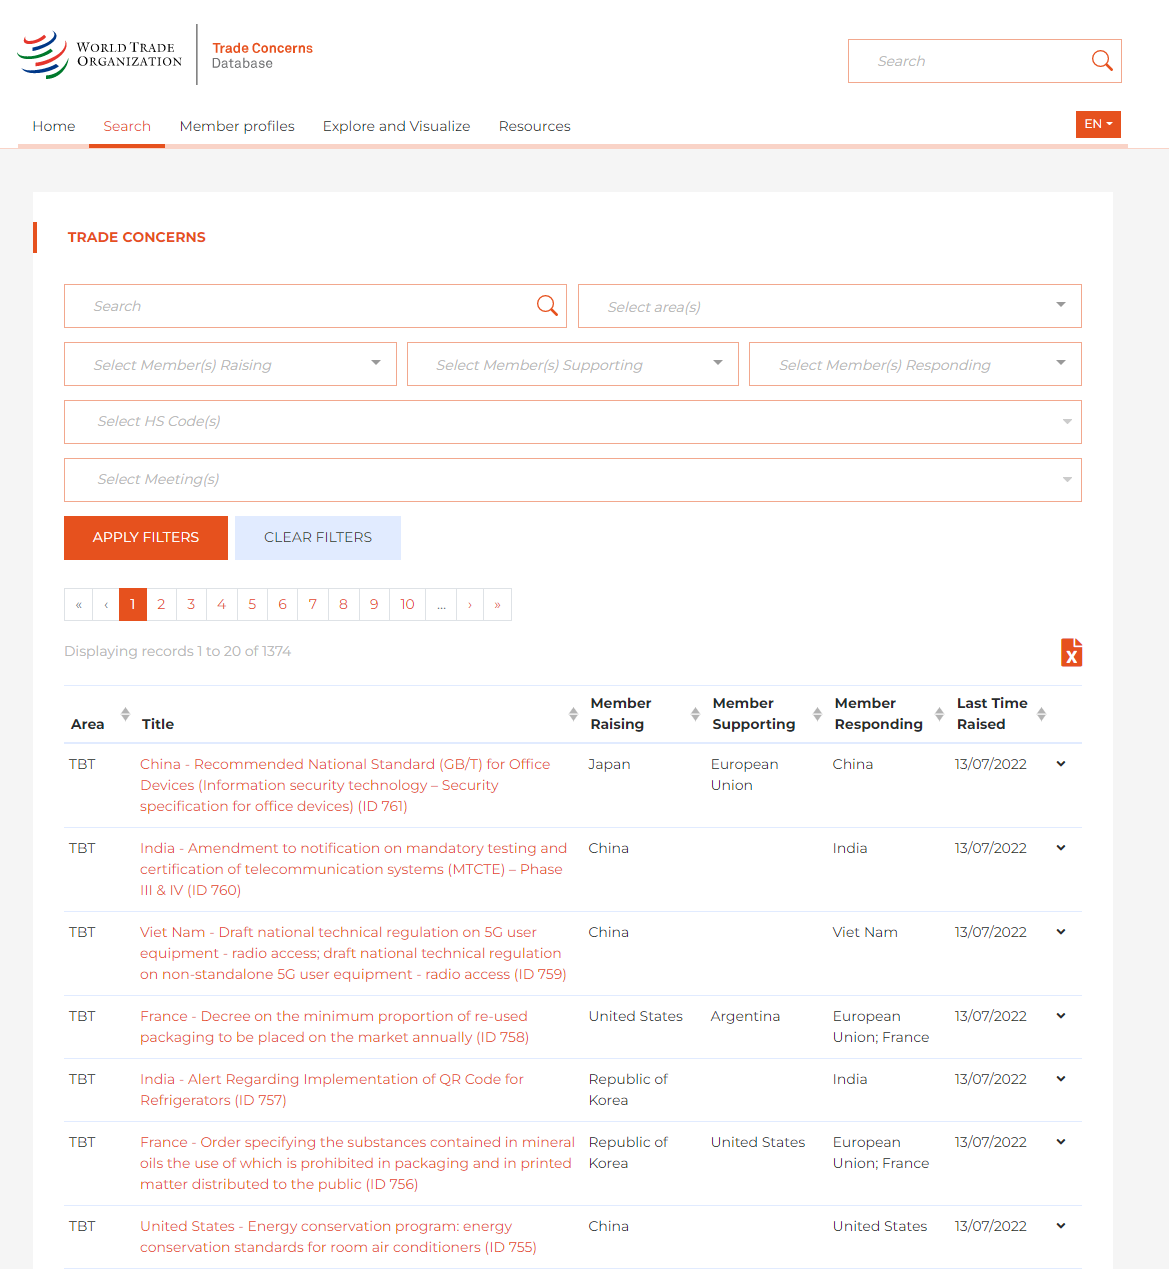 WORLD TRADE
ORGANIZATION
Trade Concerns
Database
Search
Home
Search
Member profiles
Explore and Visualize
Resources
EN
TRADE CONCERNS
Search
Select area(s)
Select Member(s) Raising
Select Member(s) Supporting
Select Member(s) Responding
Select HS Code(s)
Select Meeting(s)
APPLY FILTERS
CLEAR FILTERS
« ‹ 1 2 3 4 5 6 7 8 9 10 ... › »
Displaying records 1 to 20 of 1374
X
Area
Title
Member
Raising
Member
Supporting
Member
Responding
Last Time
Raised
TBT
China - Recommended National Standard (GB/T) for Office
Devices (Information security technology – Security
specification for office devices) (ID 761)
Japan
European
Union
China
13/07/2022
TBT
India - Amendment to notification on mandatory testing and
certification of telecommunication systems (MTCTE) – Phase
III & IV (ID 760)
China
India
13/07/2022
TBT
Viet Nam - Draft national technical regulation on 5G user
equipment - radio access; draft national technical regulation
on non-standalone 5G user equipment - radio access (ID 759)
China
Viet Nam
13/07/2022
TBT
France - Decree on the minimum proportion of re-used
packaging to be placed on the market annually (ID 758)
United States
Argentina
European
Union; France
13/07/2022
TBT
India - Alert Regarding Implementation of QR Code for
Refrigerators (ID 757)
Republic of
Korea
India
13/07/2022
TBT
France - Order specifying the substances contained in mineral
oils the use of which is prohibited in packaging and in printed
matter distributed to the public (ID 756)
Republic of
Korea
United States
European
Union; France
13/07/2022
TBT
United States - Energy conservation program: energy
conservation standards for room air conditioners (ID 755)
China
United States
13/07/2022